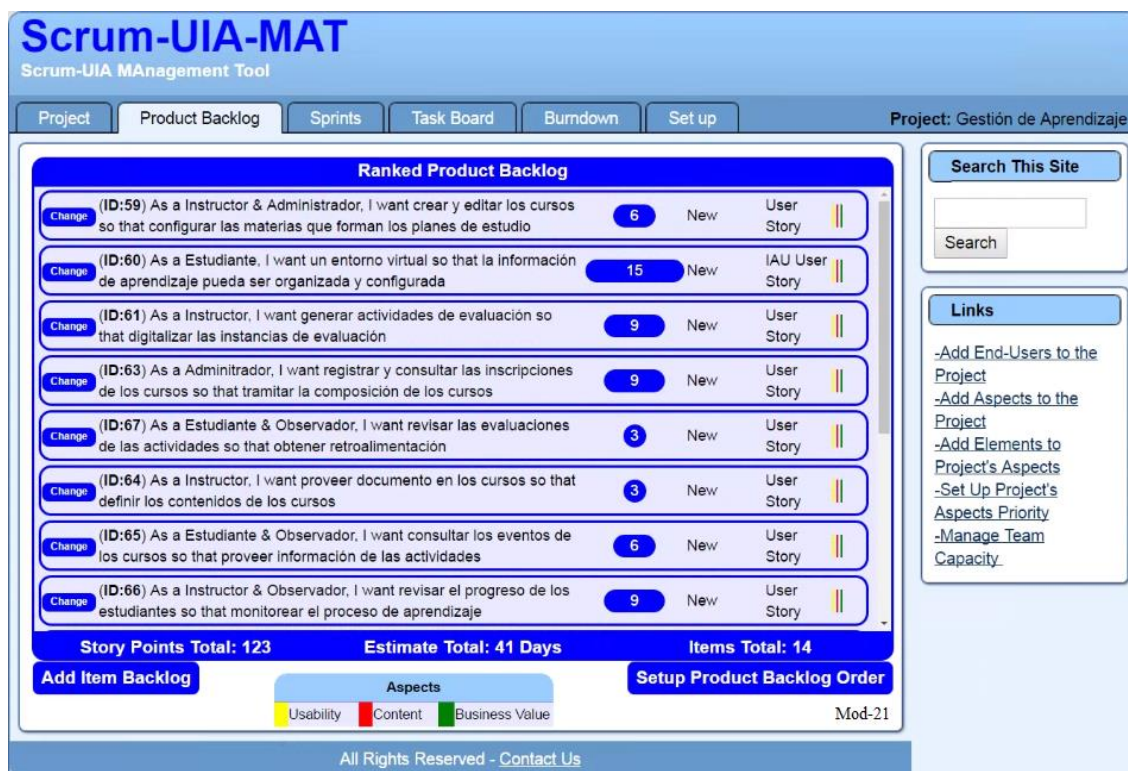 Scrum-UIA-MAT
Scrum-UIA MAnagement Tool
Project
Product Backlog
Sprints
Task Board
Burndown
Set up
Project: Gestión de Aprendizaje
Ranked Product Backlog
Change
(ID:59) As a Instructor & Administrador, I want crear y editar los cursos
so that configurar las materias que forman los planes de estudio
6
New
User
Story
Change
(ID:60) As a Estudiante, I want un entorno virtual so that la información
de aprendizaje pueda ser organizada y configurada
15
New
IAU User
Story
Change
(ID:61) As a Instructor, I want generar actividades de evaluación so
that digitalizar las instancias de evaluación
9
New
User
Story
Change
(ID:63) As a Adminitrador, I want registrar y consultar las inscripciones
de los cursos so that tramitar la composición de los cursos
9
New
User
Story
Change
(ID:67) As a Estudiante & Observador, I want revisar las evaluaciones
de las actividades so that obtener retroalimentación
3
New
User
Story
Change
(ID:64) As a Instructor, I want proveer documento en los cursos so that
definir los contenidos de los cursos
3
New
User
Story
Change
(ID:65) As a Estudiante & Observador, I want consultar los eventos de
los cursos so that proveer información de las actividades
6
New
User
Story
Change
(ID:66) As a Instructor & Observador, I want revisar el progreso de los
estudiantes so that monitorear el proceso de aprendizaje
9
New
User
Story
Story Points Total: 123
Estimate Total: 41 Days
Items Total: 14
Add Item Backlog
Setup Product Backlog Order
Aspects
Usability
Content
Business Value
Mod-21
Search This Site
Search
Links
-Add End-Users to the
Project
-Add Aspects to the
Project
-Add Elements to
Project's Aspects
-Set Up Project's
Aspects Priority
-Manage Team
Capacity
All Rights Reserved - Contact Us